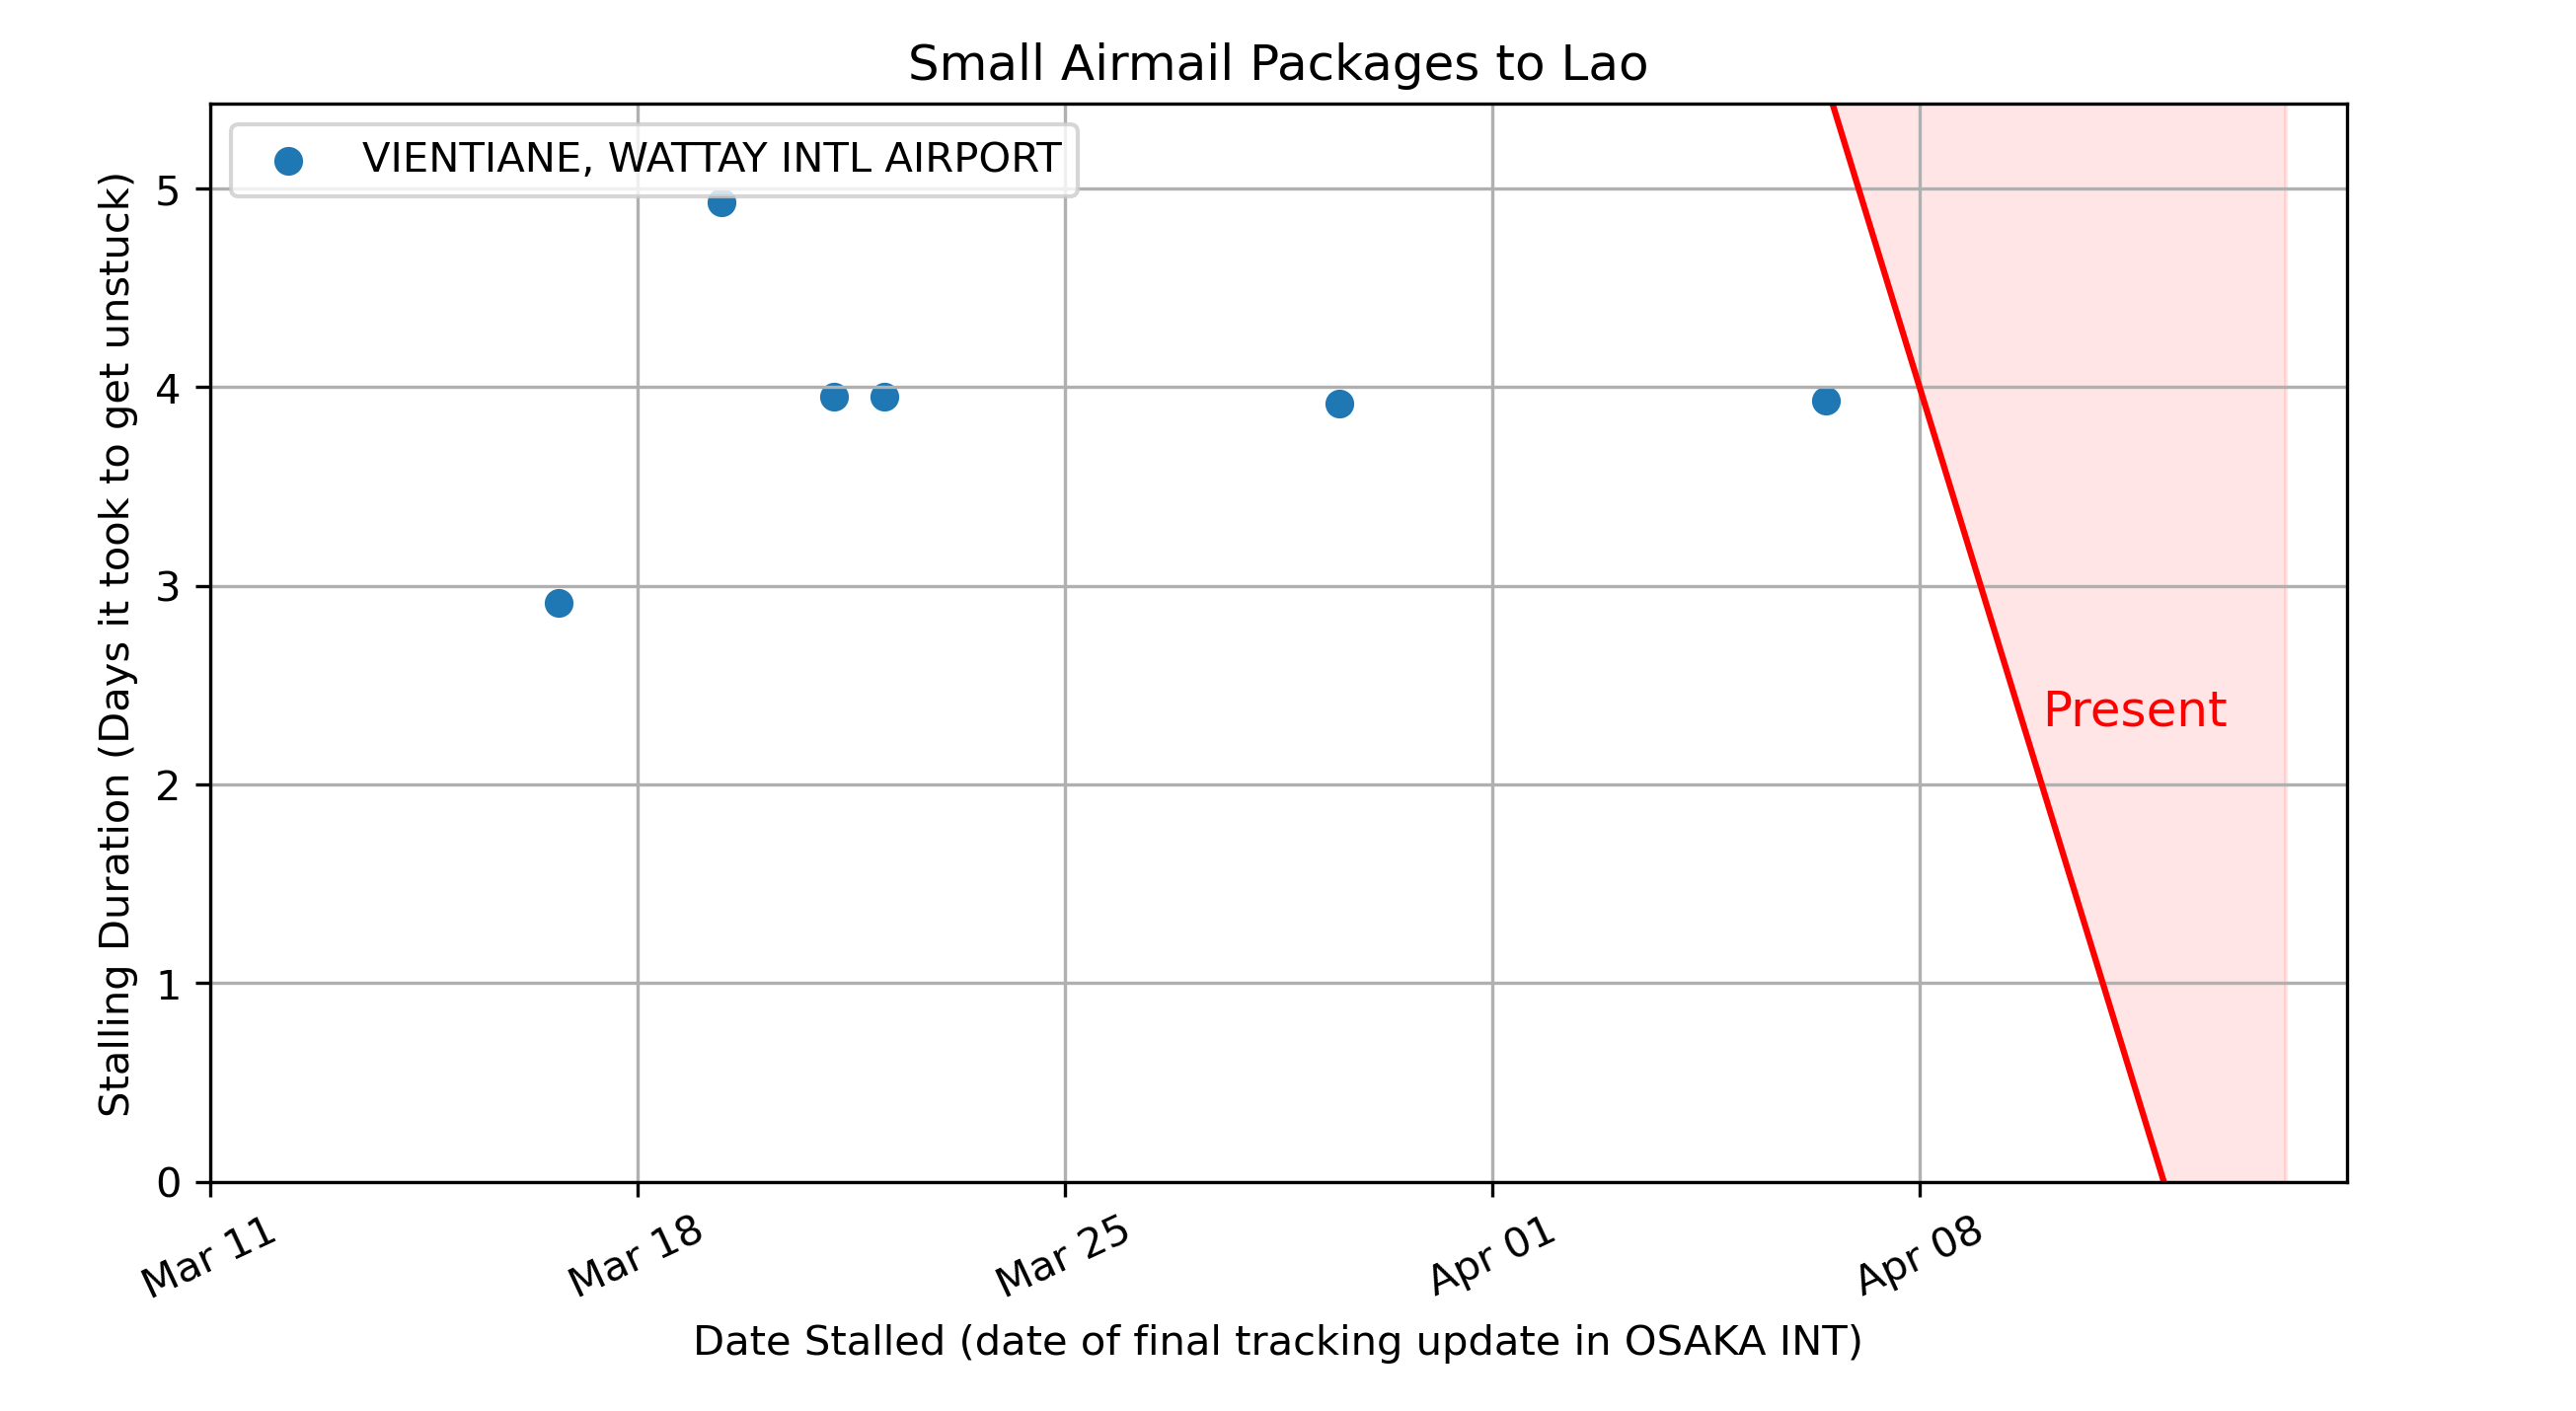 Small Airmail Packages to Lao
VIENTIANE, WATTAY INTL AIRPORT
Stalling Duration (Days it took to get unstuck)
5
4
3
2
1
0
Present
Mar 11
Mar 18
Mar 25
Apr 01
Apr 08
Date Stalled (date of final tracking update in OSAKA INT)